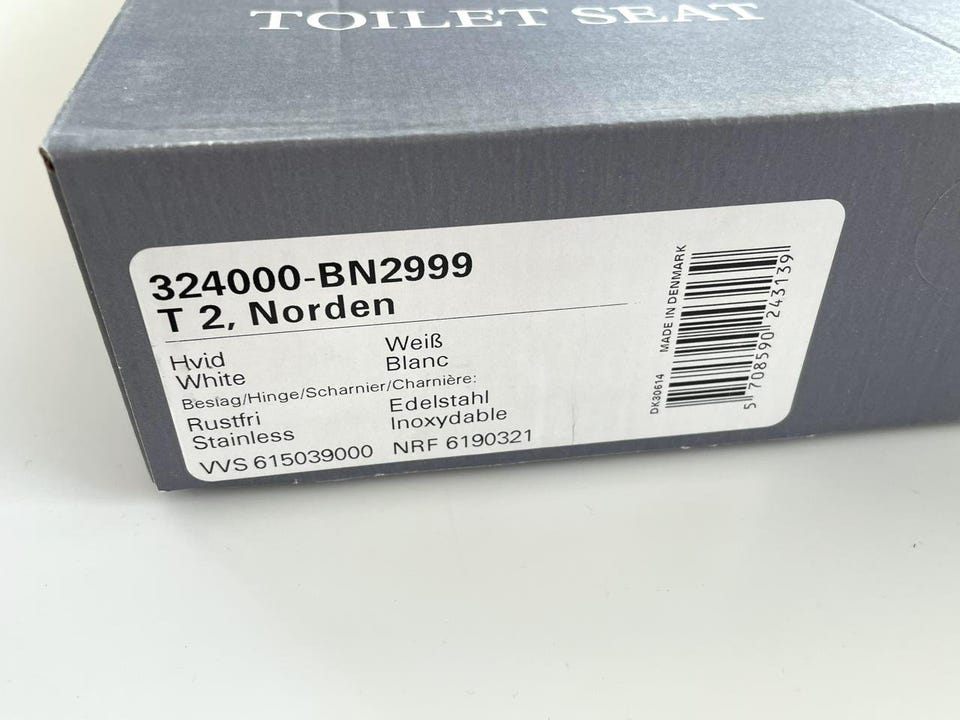 TOILET SEAT
324000-BN2999
T 2, Norden
Hvid Weiß
White Blanc
Beslag/Hinge/Scharnier/Charnière:
Rustfri Edelstahl
Stainless Inoxydable
VVS 615039000 NRF 6190321
DK30614 MADE IN DENMARK
5 708590 243139